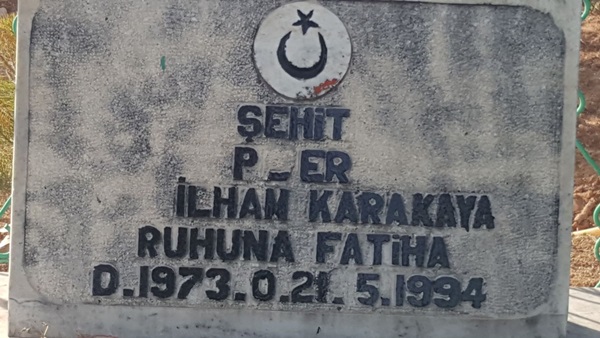 ŞEHİT
P_ER
İLHAM KARAKAYA
RUHUNA FATİHA
D.1973.O.21.5.1994